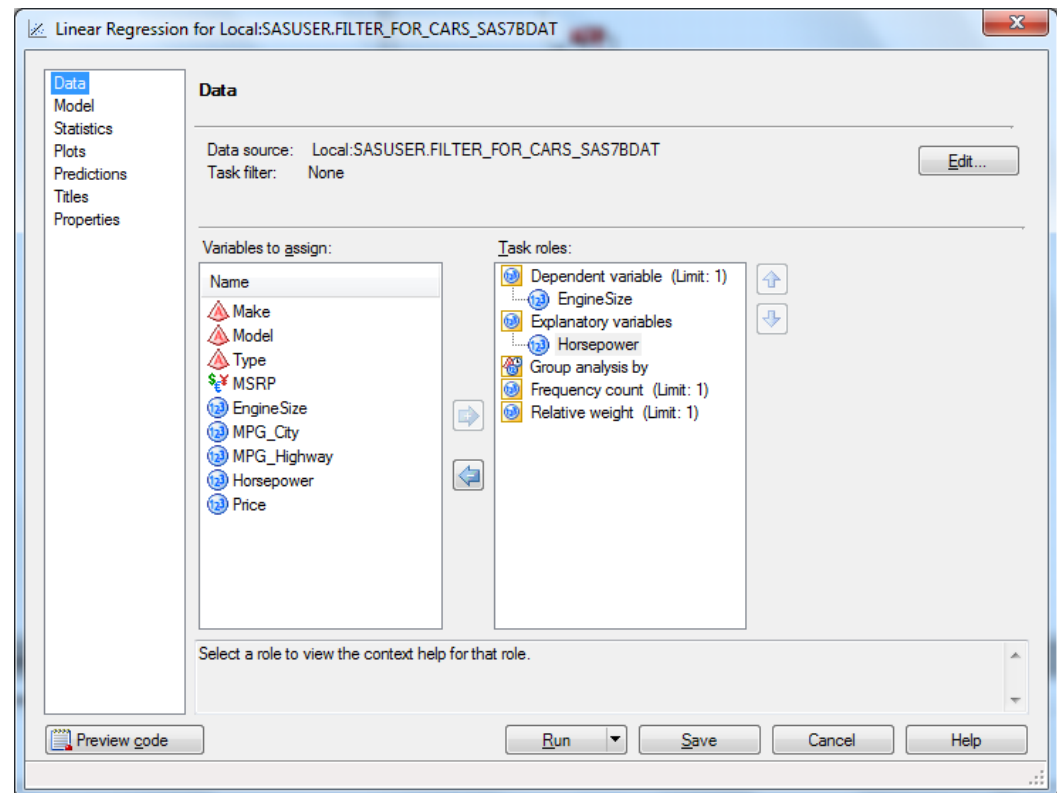 Linear Regression for Local:SASUSER.FILTER_FOR_CARS_SAS7BDAT
Data
Model
Statistics
Plots
Predictions
Titles
Properties
Data
Data source: Local:SASUSER.FILTER_FOR_CARS_SAS7BDAT
Task filter: None
Edit...
Variables to assign:
Name
Make
Model
Type
MSRP
EngineSize
MPG_City
MPG_Highway
Horsepower
Price
Task roles:
Dependent variable (Limit: 1)
EngineSize
Explanatory variables
Horsepower
Group analysis by
Frequency count (Limit: 1)
Relative weight (Limit: 1)
Select a role to view the context help for that role.
Preview code
Run
Save
Cancel
Help